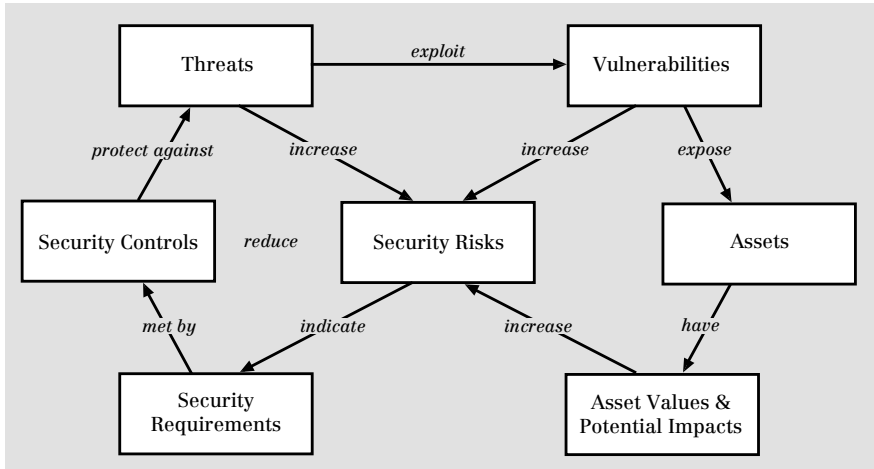 exploit
Threats
Vulnerabilities
protect against
increase
increase
expose
Security Controls
reduce
Security Risks
Assets
met by
indicate
increase
have
Security
Requirements
Asset Values &
Potential Impacts